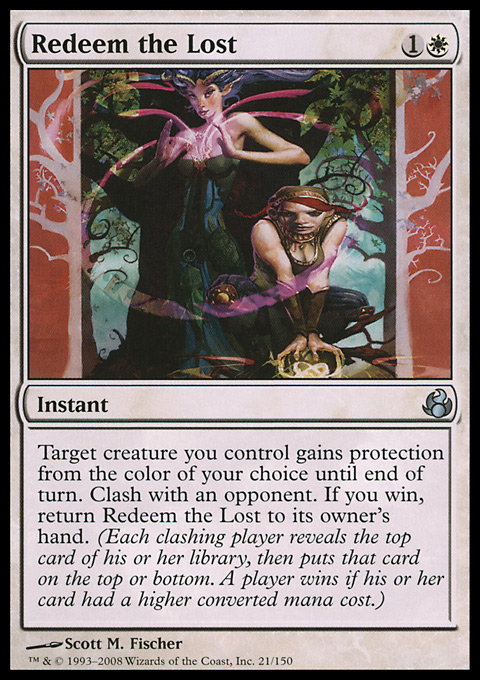 Redeem the Lost 1
Instant
Target creature you control gains protection
from the color of your choice until end of
turn. Clash with an opponent. If you win,
return Redeem the Lost to its owner's
hand. (Each clashing player reveals the top
card of his or her library, then puts that card
on the top or bottom. A player wins if his or her
card had a higher converted mana cost.)
Scott M. Fischer
™ & © 1993–2008 Wizards of the Coast, Inc. 21/150